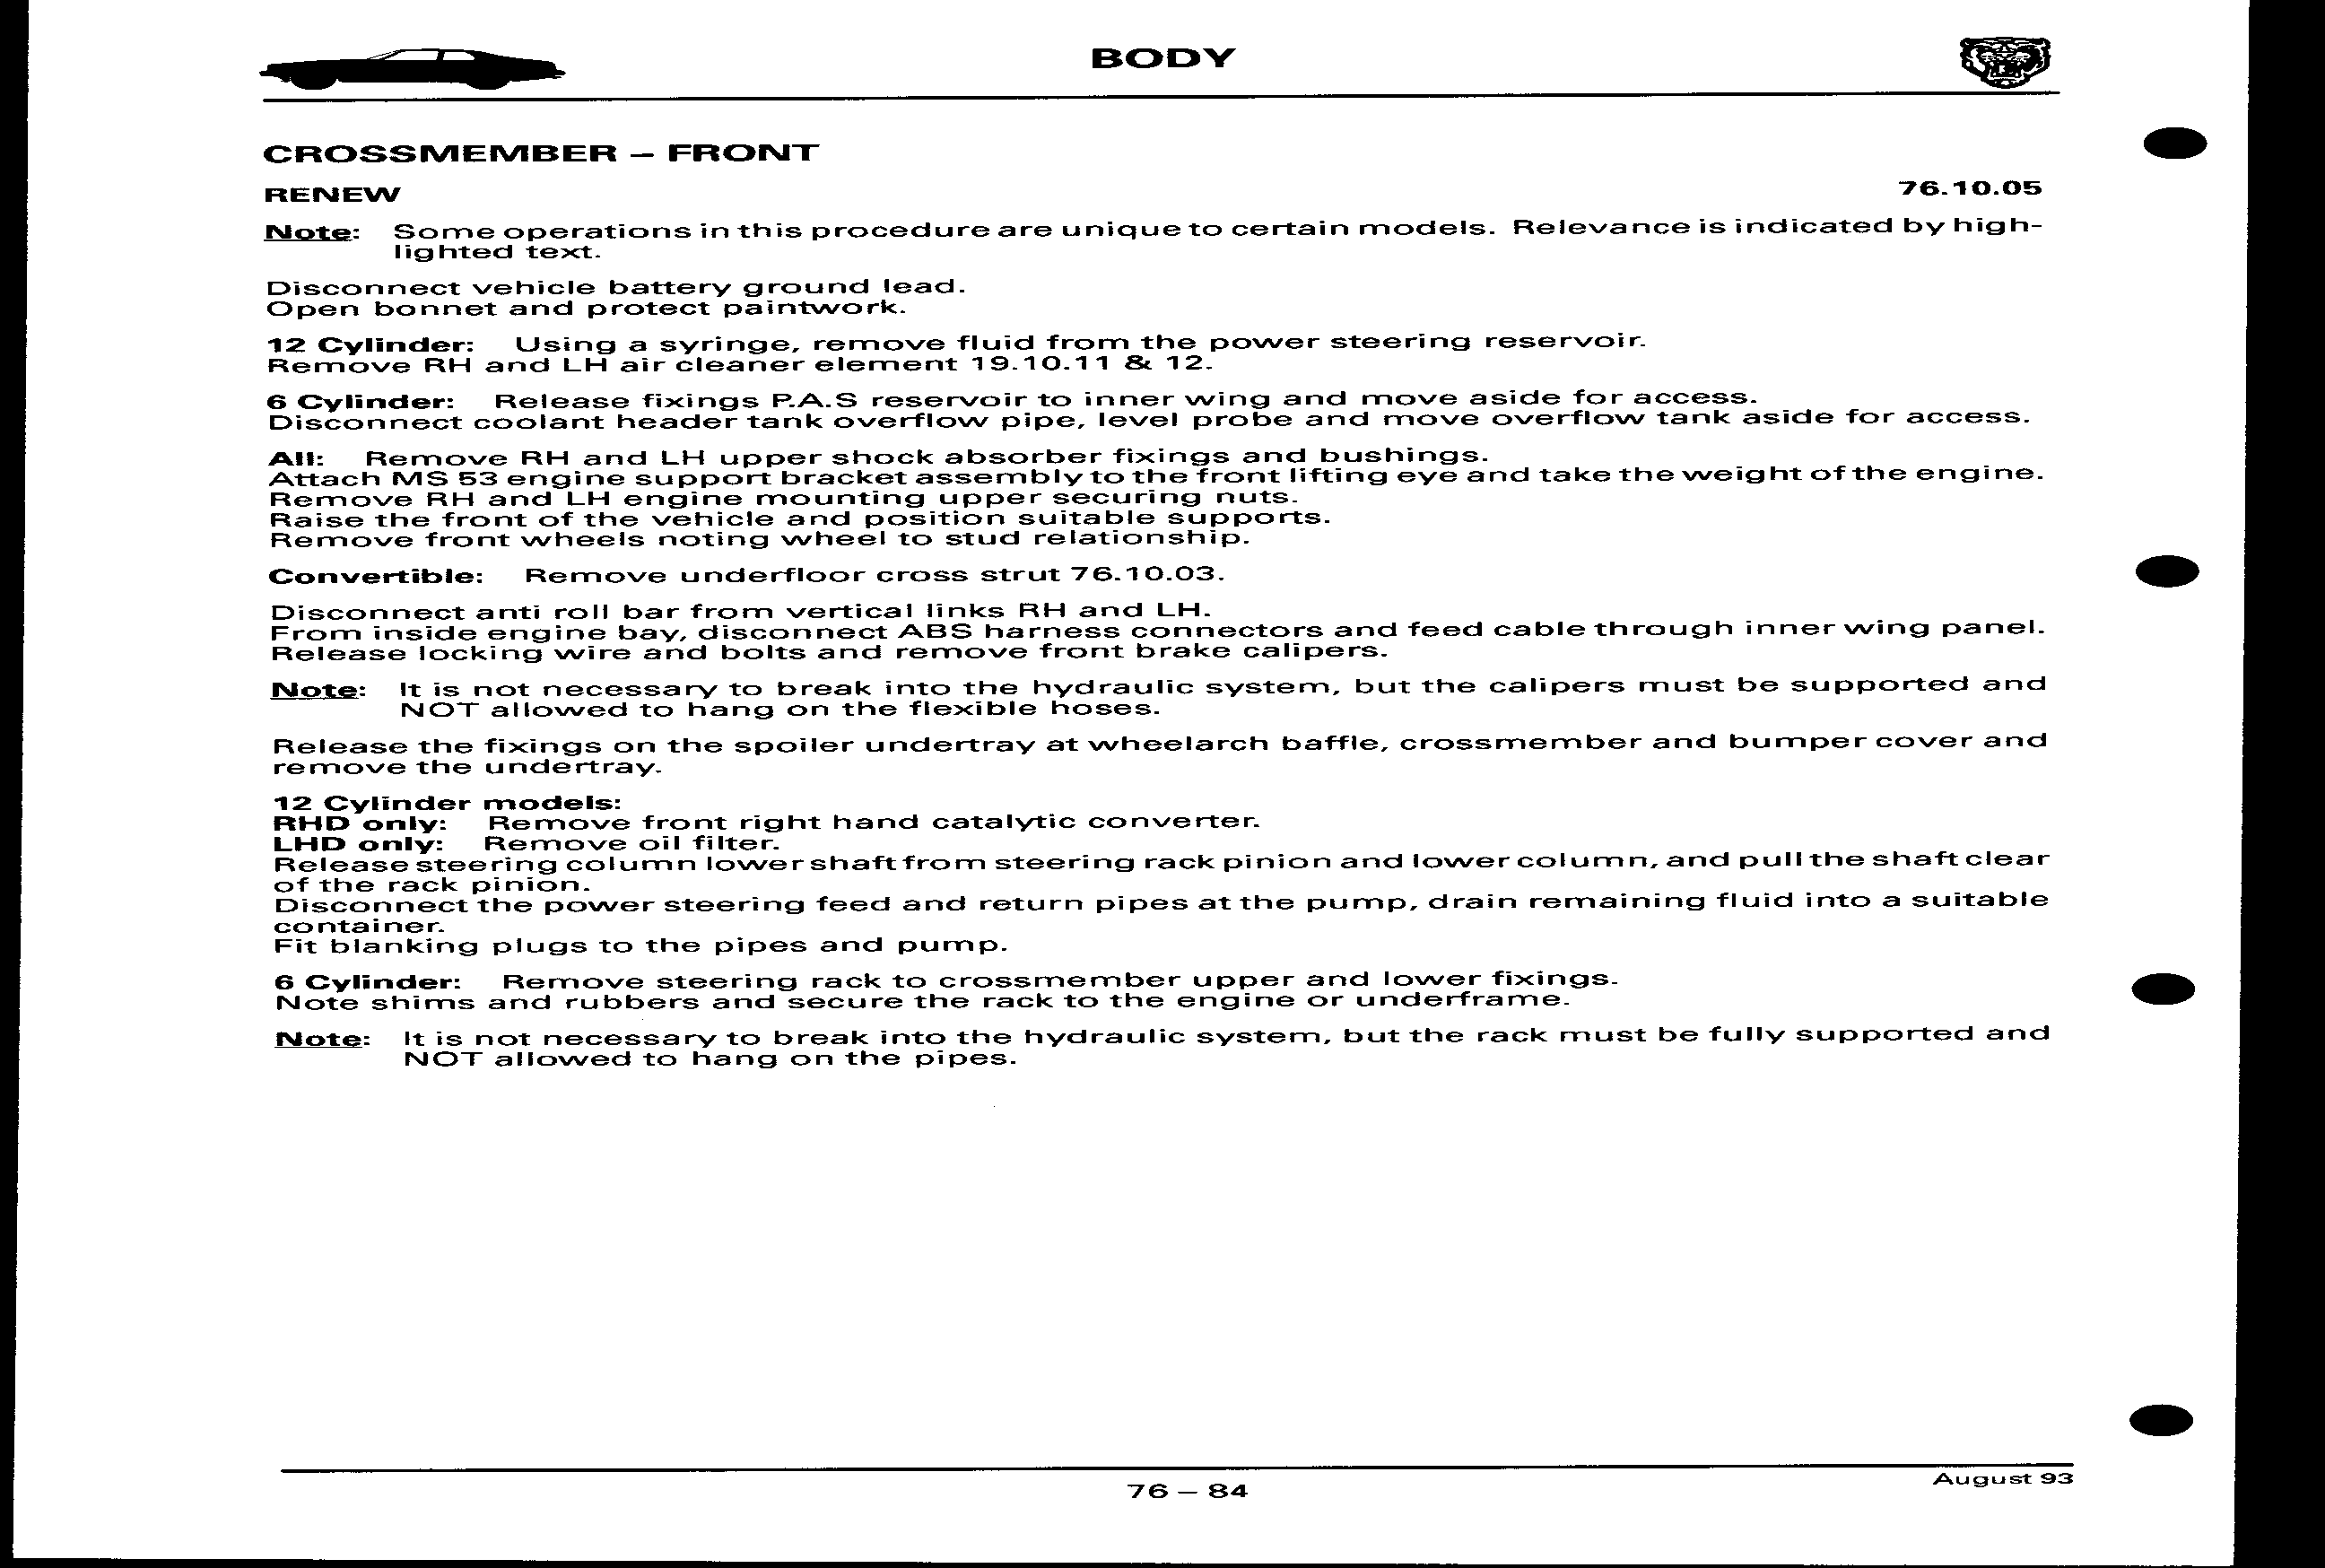 BODY
CROSSMEMBER – FRONT
RENEW 76.10.05
Note: Some operations in this procedure are unique to certain models. Relevance is indicated by high-
lighted text.
Disconnect vehicle battery ground lead.
Open bonnet and protect paintwork.
12 Cylinder: Using a syringe, remove fluid from the power steering reservoir.
Remove RH and LH air cleaner element 19.10.11 & 12.
6 Cylinder: Release fixings P.A.S reservoir to inner wing and move aside for access.
Disconnect coolant header tank overflow pipe, level probe and move overflow tank aside for access.
All: Remove RH and LH upper shock absorber fixings and bushings.
Attach MS 53 engine support bracket assembly to the front lifting eye and take the weight of the engine.
Remove RH and LH engine mounting upper securing nuts.
Raise the front of the vehicle and position suitable supports.
Remove front wheels noting wheel to stud relationship.
Convertible: Remove underfloor cross strut 76.10.03.
Disconnect anti roll bar from vertical links RH and LH.
From inside engine bay, disconnect ABS harness connectors and feed cable through inner wing panel.
Release locking wire and bolts and remove front brake calipers.
Note: It is not necessary to break into the hydraulic system, but the calipers must be supported and
NOT allowed to hang on the flexible hoses.
Release the fixings on the spoiler undertray at wheelarch baffle, crossmember and bumper cover and
remove the undertray.
12 Cylinder models:
RHD only: Remove front right hand catalytic converter.
LHD only: Remove oil filter.
Release steering column lower shaft from steering rack pinion and lower column, and pull the shaft clear
of the rack pinion.
Disconnect the power steering feed and return pipes at the pump, drain remaining fluid into a suitable
container.
Fit blanking plugs to the pipes and pump.
6 Cylinder: Remove steering rack to crossmember upper and lower fixings.
Note shims and rubbers and secure the rack to the engine or underframe.
Note: It is not necessary to break into the hydraulic system, but the rack must be fully supported and
NOT allowed to hang on the pipes.
76 – 84
August 93